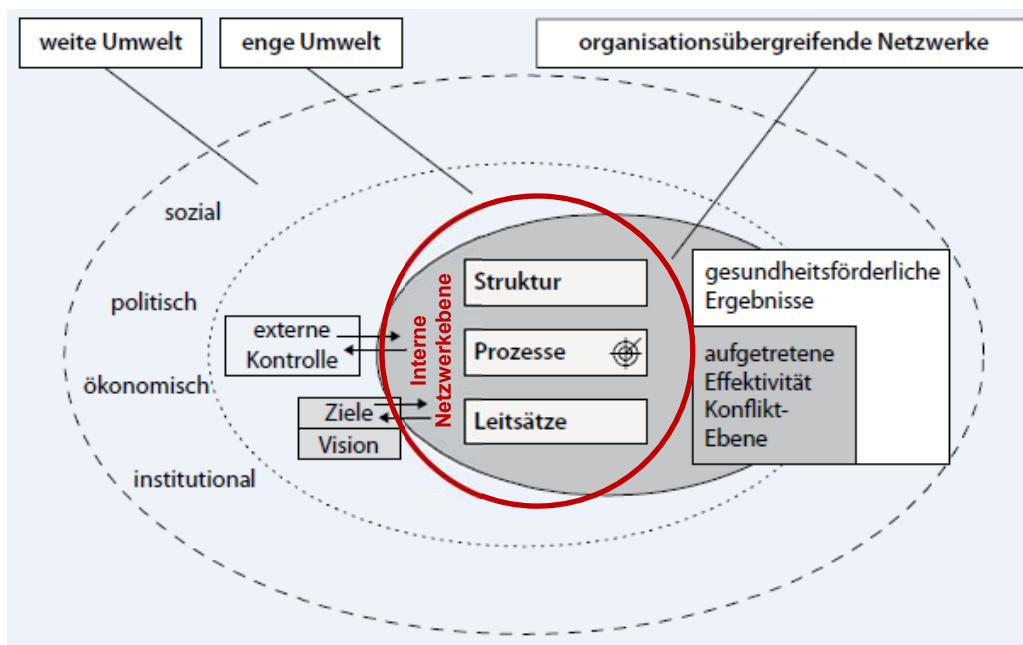 weite Umwelt
enge Umwelt
organisationsübergreifende Netzwerke
sozial
politisch
ökonomisch
institutional
externe
Kontrolle
Ziele
Vision
Interne
Netzwerkebene
Struktur
Prozesse
Leitsätze
gesundheitsförderliche
Ergebnisse
aufgetretene
Effektivität
Konflikt-
Ebene